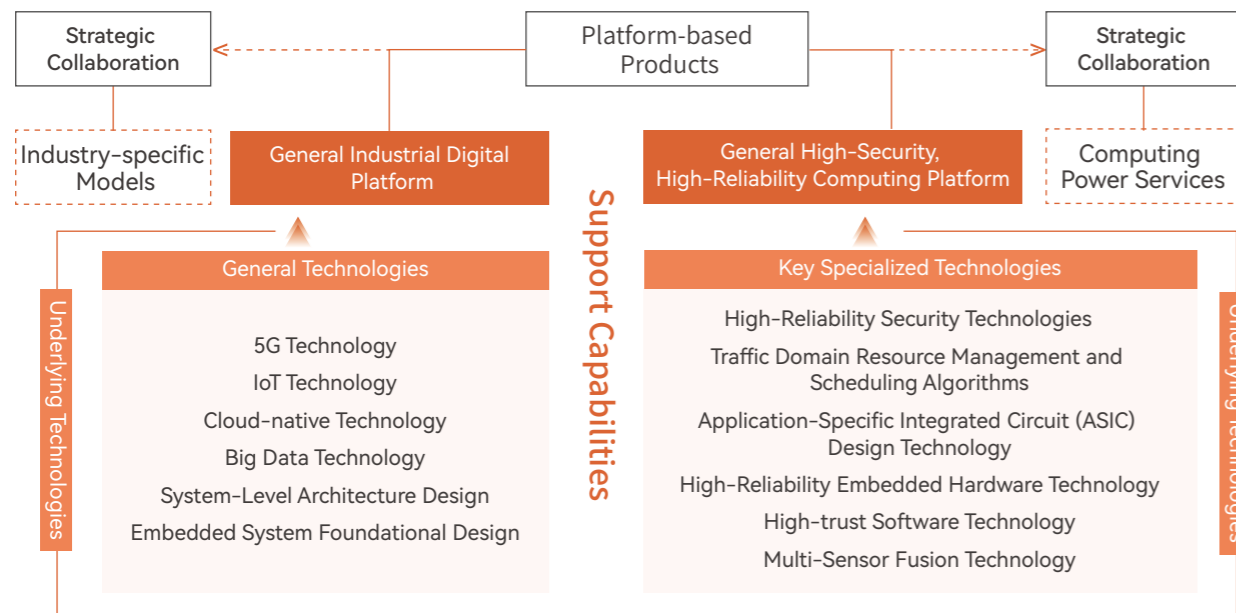 Strategic
Collaboration
Platform-based
Products
Strategic
Collaboration
Industry-specific
Models
General Industrial Digital
Platform
General High-Security,
High-Reliability Computing Platform
Computing
Power Services
Support Capabilities
Underlying Technologies
General Technologies
5G Technology
IoT Technology
Cloud-native Technology
Big Data Technology
System-Level Architecture Design
Embedded System Foundational Design
Key Specialized Technologies
High-Reliability Security Technologies
Traffic Domain Resource Management and
Scheduling Algorithms
Application-Specific Integrated Circuit (ASIC)
Design Technology
High-Reliability Embedded Hardware Technology
High-trust Software Technology
Multi-Sensor Fusion Technology
Underlying Technologies